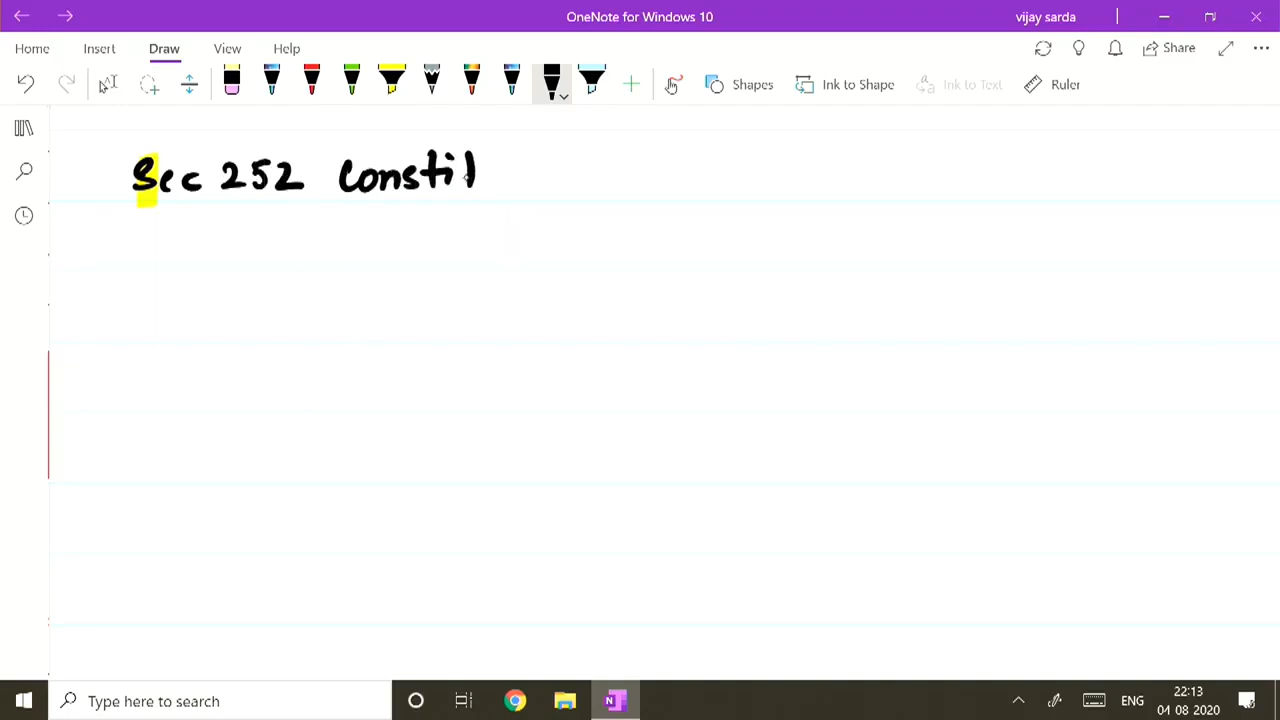 OneNote for Windows 10
vijay sarda
Home Insert Draw View Help
Share
Shapes Ink to Shape Ink to Text Ruler
Sec 252 Consti
Type here to search
ENG
22:13
04-08-2020